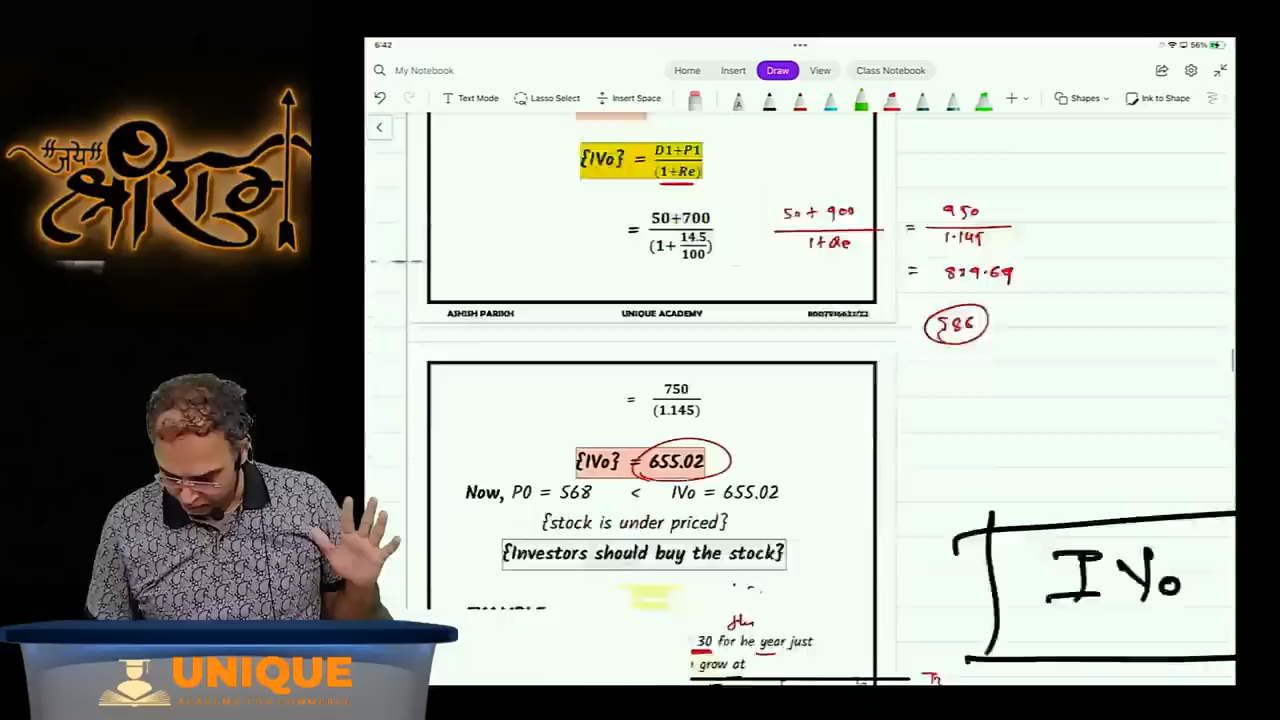 6:42
56%
My Notebook
Home Insert Draw View Class Notebook
Text Mode Lasso Select Insert Space Shapes Ink to Shape
"जय"
श्रीराम
{IVo} = D1+P1
(1+Re)
= 50+700
(1+ 14.5
100)
50 + 900
1+Re
= 950
1.145
= 829.69
586
ASHISH PARIKH UNIQUE ACADEMY
= 750
(1.145)
{IVo} = 655.02
Now, P0 = 568 < IVo = 655.02
{stock is under priced}
{Investors should buy the stock}
IVo
30 for he year just
grow at
UNIQUE
ACADEMY FOR COMMERCE